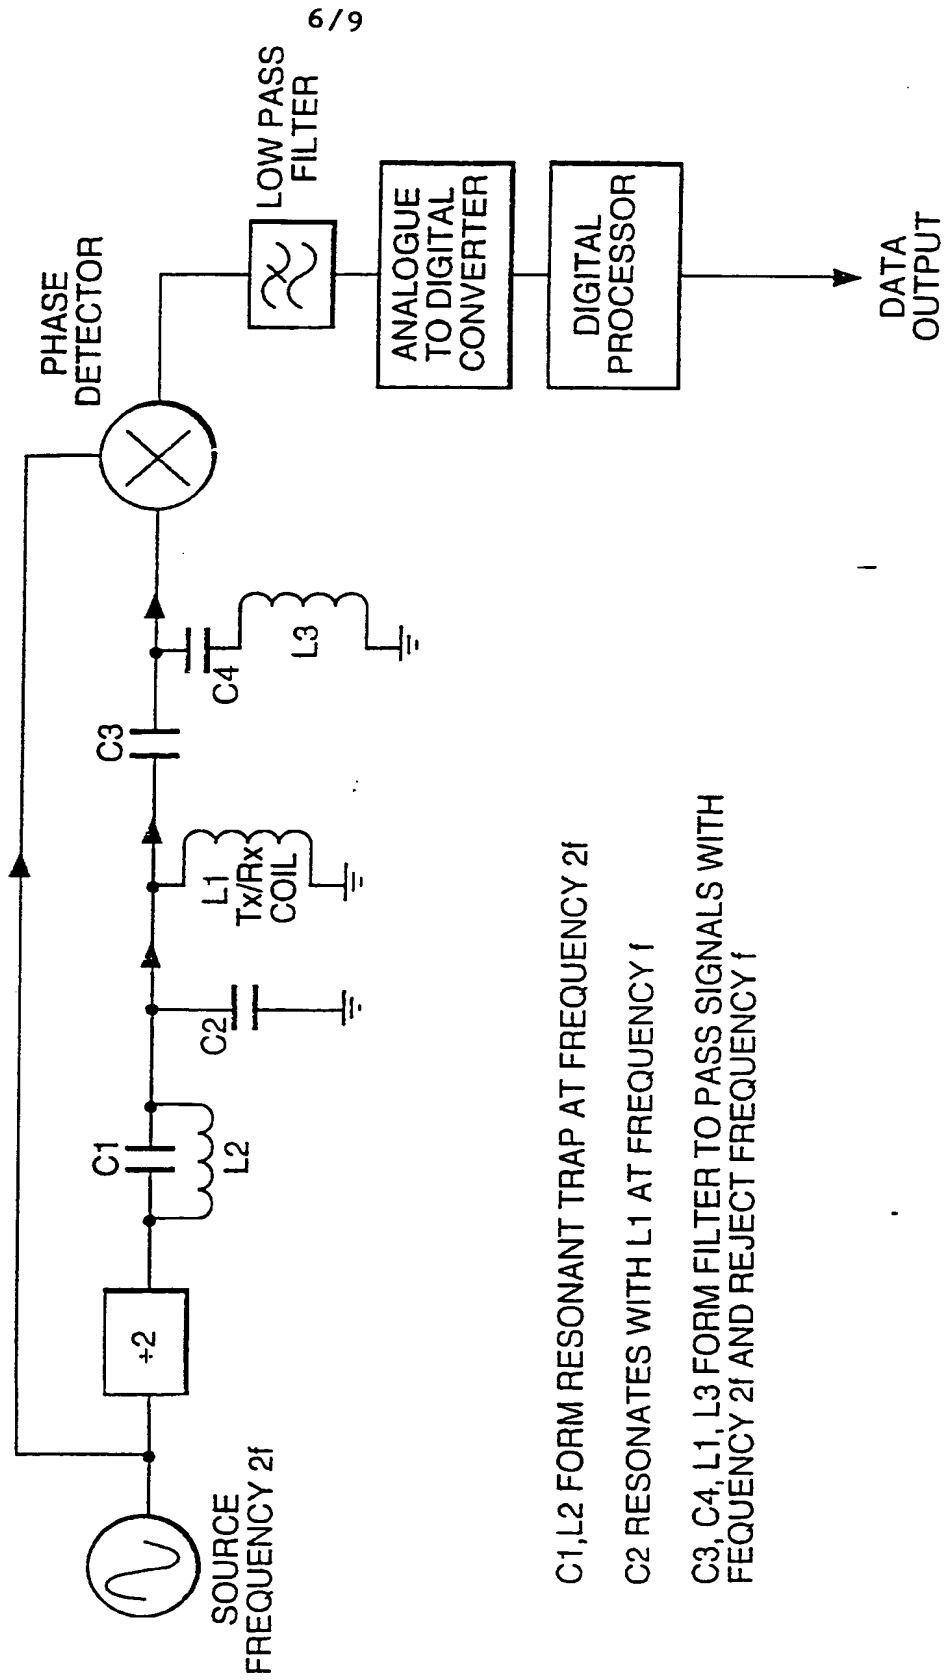 6/9
SOURCE
FREQUENCY 2f
÷2
C1
L2
C2
L1
Tx/Rx
COIL
C3
C4
L3
PHASE
DETECTOR
LOW PASS
FILTER
ANALOGUE
TO DIGITAL
CONVERTER
DIGITAL
PROCESSOR
DATA
OUTPUT
C1,L2 FORM RESONANT TRAP AT FREQUENCY 2f
C2 RESONATES WITH L1 AT FREQUENCY f
C3, C4, L1, L3 FORM FILTER TO PASS SIGNALS WITH
FEQUENCY 2f AND REJECT FREQUENCY f